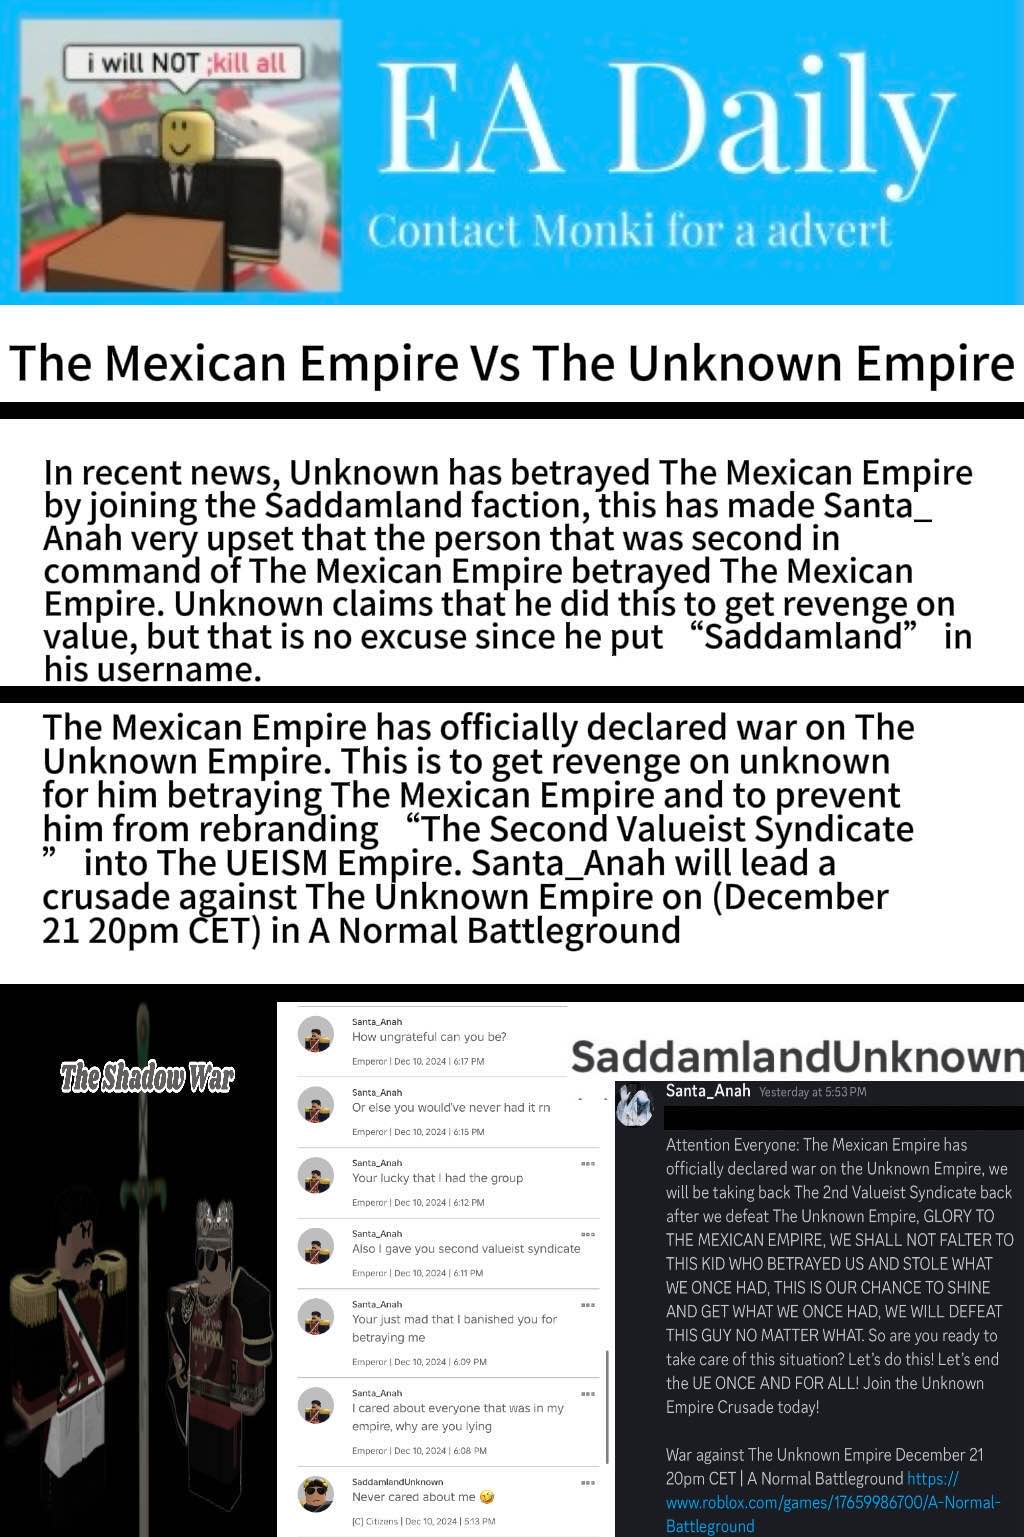 i will NOT ;kill all
EA Daily
Contact Monki for a advert
The Mexican Empire Vs The Unknown Empire
In recent news, Unknown has betrayed The Mexican Empire
by joining the Saddamland faction, this has made Santa_
Anah very upset that the person that was second in
command of The Mexican Empire betrayed The Mexican
Empire. Unknown claims that he did this to get revenge on
value, but that is no excuse since he put “Saddamland” in
his username.
The Mexican Empire has officially declared war on The
Unknown Empire. This is to get revenge on unknown
for him betraying The Mexican Empire and to prevent
him from rebranding “The Second Valueist Syndicate
” into The UEISM Empire. Santa_Anah will lead a
crusade against The Unknown Empire on (December
21 20pm CET) in A Normal Battleground
The Shadow War
Santa_Anah
How ungrateful can you be?
Emperor | Dec 10, 2024 | 6:17 PM
Santa_Anah
Or else you would've never had it rn
Emperor | Dec 10, 2024 | 6:15 PM
Santa_Anah
Your lucky that I had the group
Emperor | Dec 10, 2024 | 6:12 PM
Santa_Anah
Also I gave you second valueist syndicate
Emperor | Dec 10, 2024 | 6:11 PM
Santa_Anah
Your just mad that I banished you for
betraying me
Emperor | Dec 10, 2024 | 6:09 PM
Santa_Anah
I cared about everyone that was in my
empire, why are you lying
Emperor | Dec 10, 2024 | 6:08 PM
SaddamlandUnknown
Never cared about me 🤣
[C] Citizens | Dec 10, 2024 | 5:13 PM
SaddamlandUnknown
Santa_Anah Yesterday at 5:53 PM
Attention Everyone: The Mexican Empire has
officially declared war on the Unknown Empire, we
will be taking back The 2nd Valueist Syndicate back
after we defeat The Unknown Empire, GLORY TO
THE MEXICAN EMPIRE, WE SHALL NOT FALTER TO
THIS KID WHO BETRAYED US AND STOLE WHAT
WE ONCE HAD, THIS IS OUR CHANCE TO SHINE
AND GET WHAT WE ONCE HAD, WE WILL DEFEAT
THIS GUY NO MATTER WHAT. So are you ready to
take care of this situation? Let's do this! Let's end
the UE ONCE AND FOR ALL! Join the Unknown
Empire Crusade today!
War against The Unknown Empire December 21
20pm CET | A Normal Battleground https://
www.roblox.com/games/17659986700/A-Normal-
Battleground